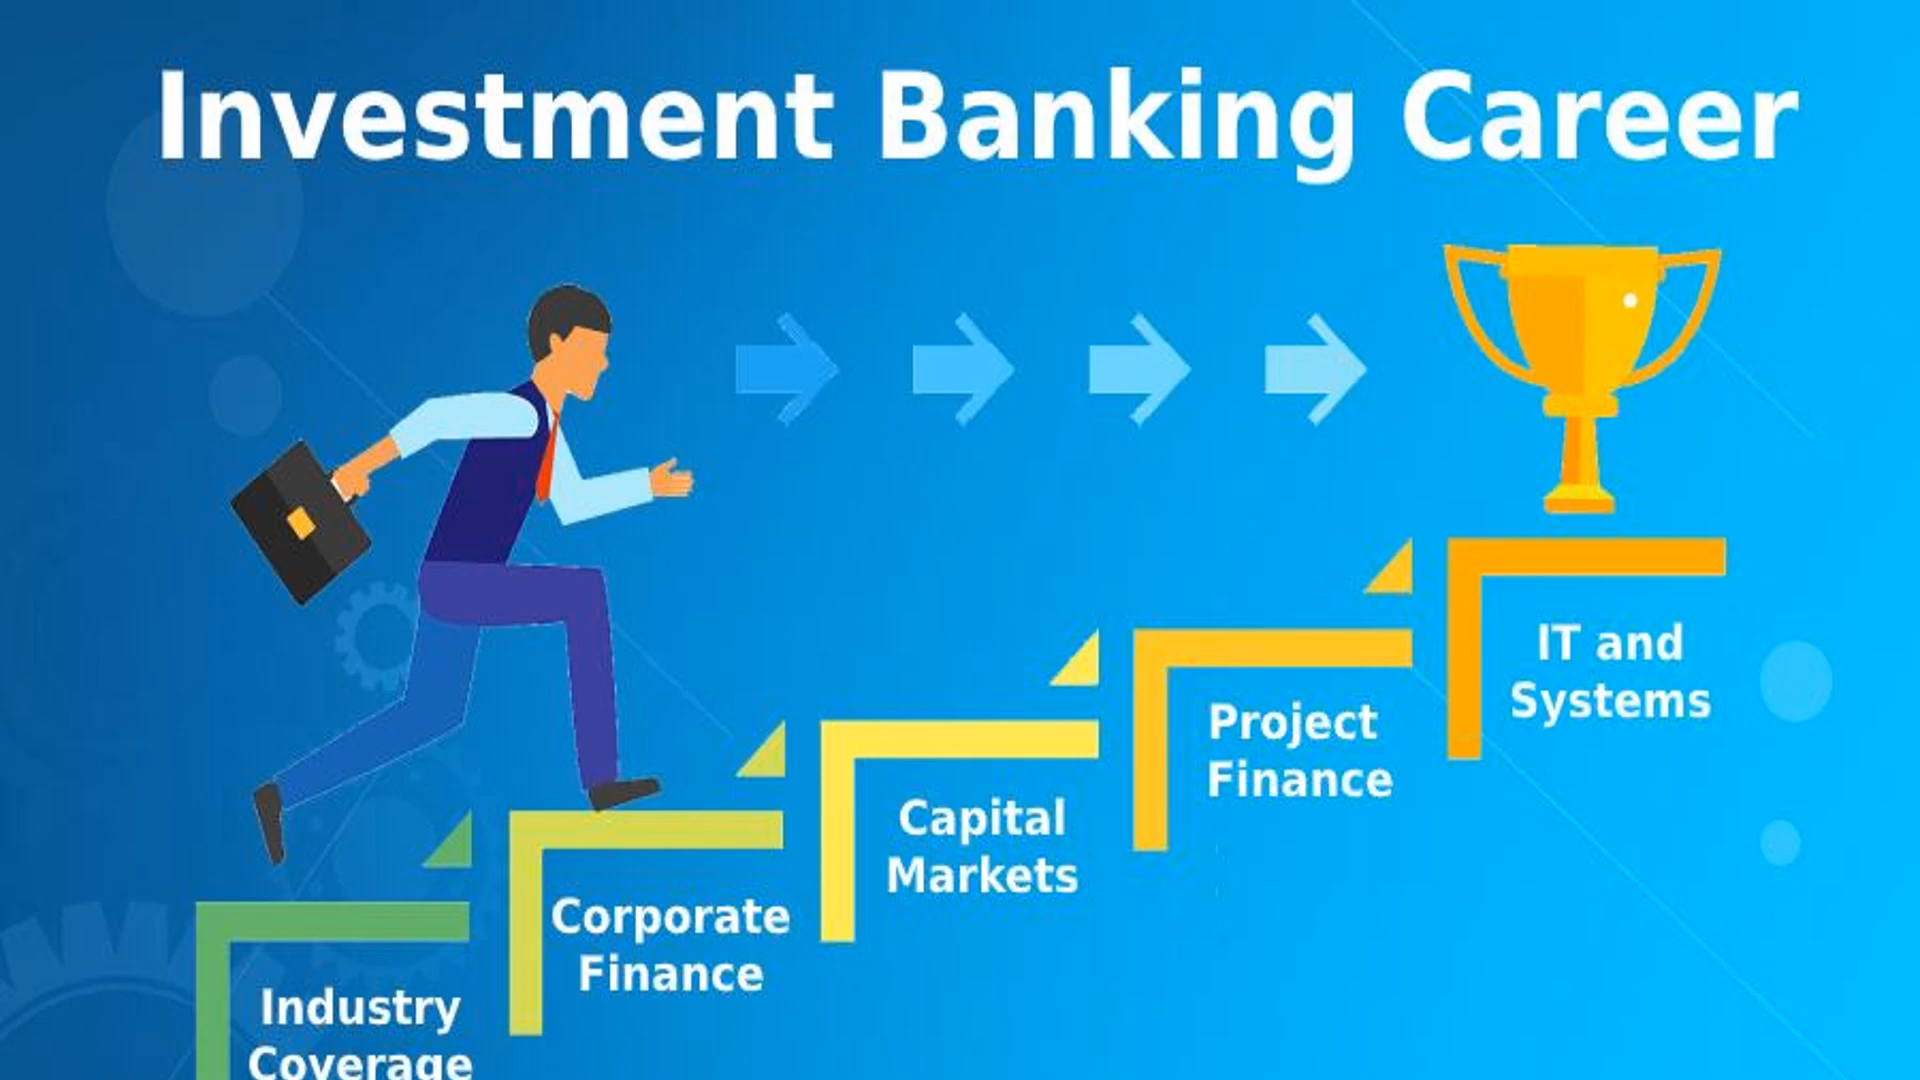 Investment Banking Career
IT and
Systems
Project
Finance
Capital
Markets
Corporate
Finance
Industry
Coverage